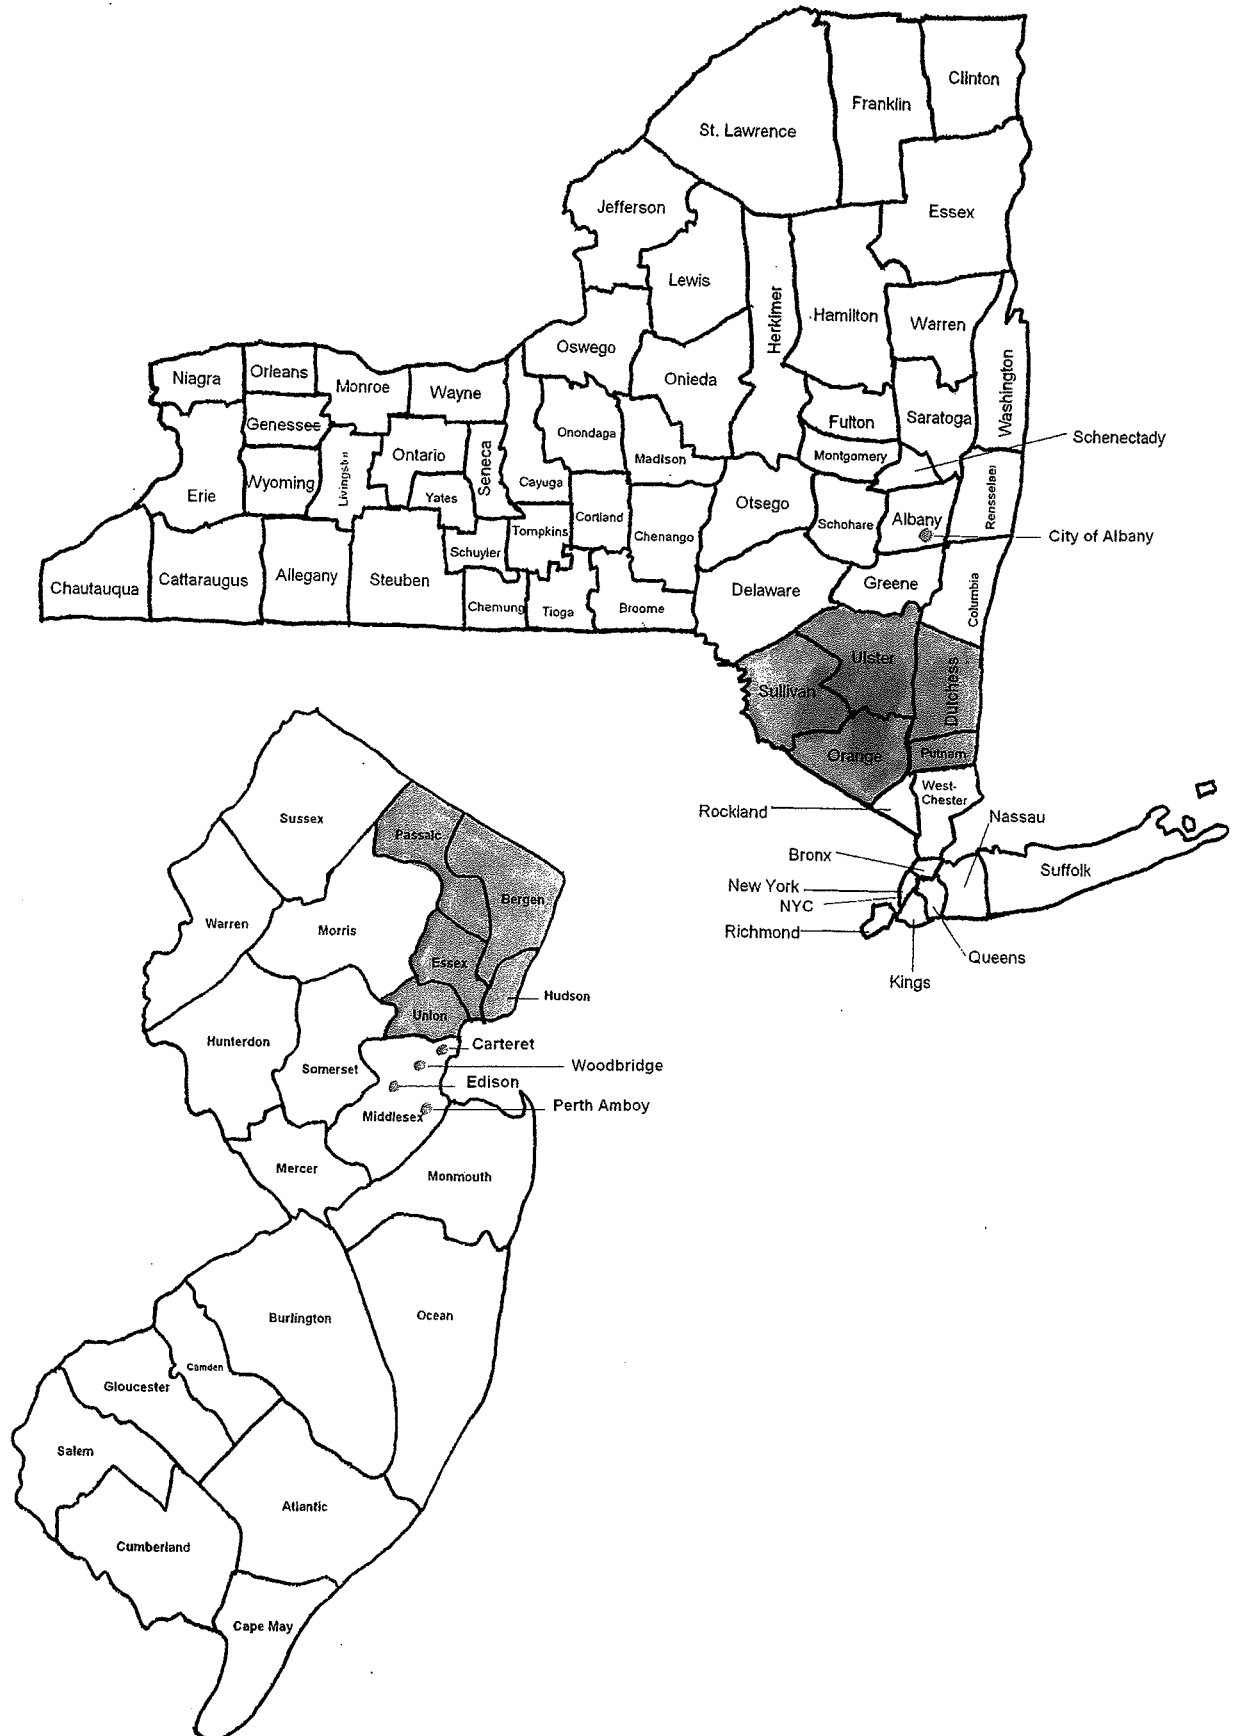 Clinton
Franklin
St. Lawrence
Jefferson
Essex
Lewis
Herkimer
Hamilton
Warren
Oswego
Onieda
Washington
Niagra
Orleans
Monroe
Wayne
Genessee
Fulton
Saratoga
Onondaga
Schenectady
Ontario
Madison
Montgomery
Seneca
Livingston
Wyoming
Cayuga
Erie
Yates
Otsego
Rensselaer
Cortland
Schohare
Albany
Tompkins
Chenango
City of Albany
Schuyler
Chautauqua
Cattaraugus
Allegany
Steuben
Delaware
Greene
Columbia
Chemung
Tioga
Broome
Ulster
Sullivan
Dutchess
Orange
Putnam
West-
Chester
Rockland
Nassau
Bronx
Suffolk
New York
NYC
Richmond
Queens
Kings
Sussex
Passaic
Bergen
Warren
Morris
Essex
Hudson
Union
Hunterdon
Carteret
Somerset
Woodbridge
Edison
Perth Amboy
Middlesex
Mercer
Monmouth
Burlington
Ocean
Camden
Gloucester
Salem
Atlantic
Cumberland
Cape May